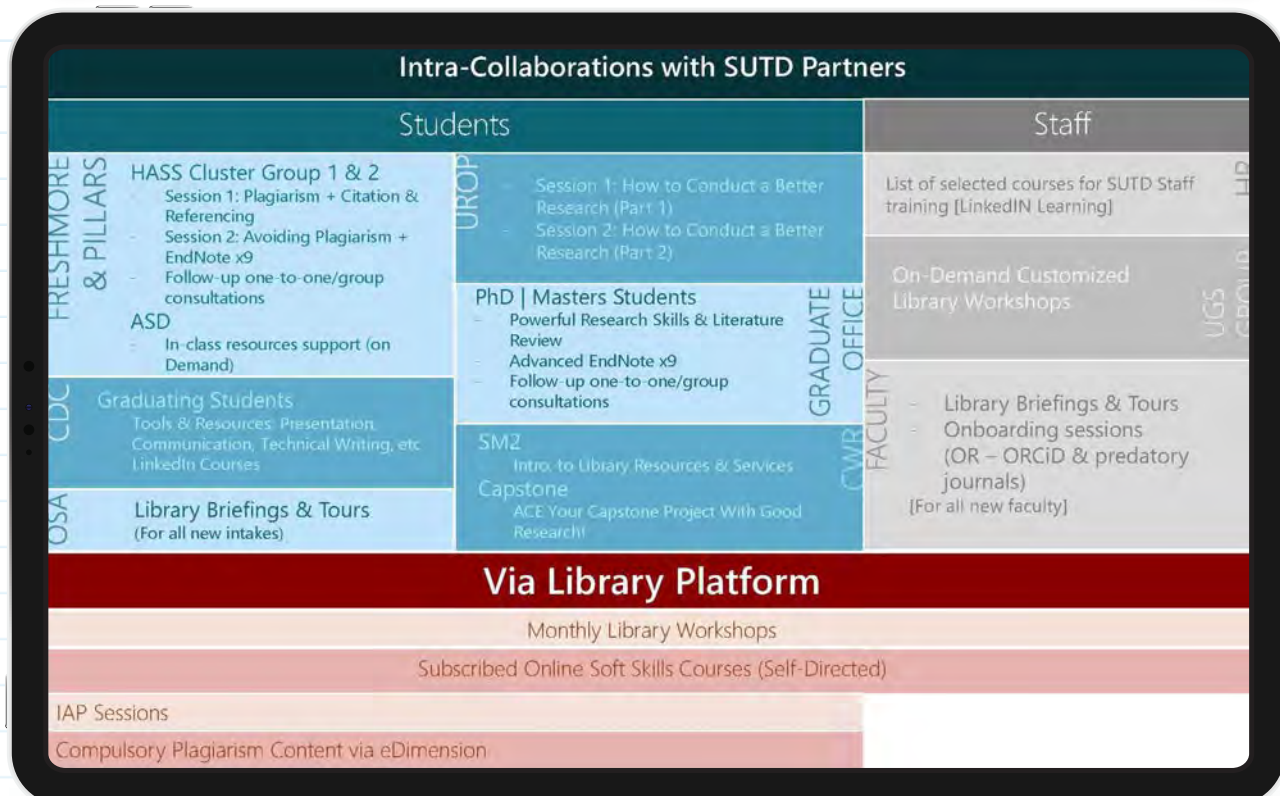 Intra-Collaborations with SUTD Partners
Students
Staff
FRESHMORE
& PILLARS
HASS Cluster Group 1 & 2
- Session 1: Plagiarism + Citation &
Referencing
- Session 2: Avoiding Plagiarism +
EndNote x9
- Follow-up one-to-one/group
consultations
ASD
- In-class resources support (on
Demand)
CDC
Graduating Students
Tools & Resources: Presentation,
Communication, Technical Writing, etc
LinkedIn Courses
OSA
Library Briefings & Tours
(For all new intakes)
UROP
- Session 1: How to Conduct a Better
Research (Part 1)
- Session 2: How to Conduct a Better
Research (Part 2)
PhD | Masters Students
- Powerful Research Skills & Literature
Review
- Advanced EndNote x9
- Follow-up one-to-one/group
consultations
GRADUATE
OFFICE
SM2
Intro. to Library Resources & Services
Capstone
ACE Your Capstone Project With Good
Research!
CWR
List of selected courses for SUTD Staff
training [LinkedIN Learning]
HR
On-Demand Customized
Library Workshops
UGS
GROUP
FACULTY
- Library Briefings & Tours
- Onboarding sessions
(OR – ORCiD & predatory
journals)
[For all new faculty]
Via Library Platform
Monthly Library Workshops
Subscribed Online Soft Skills Courses (Self-Directed)
IAP Sessions
Compulsory Plagiarism Content via eDimension